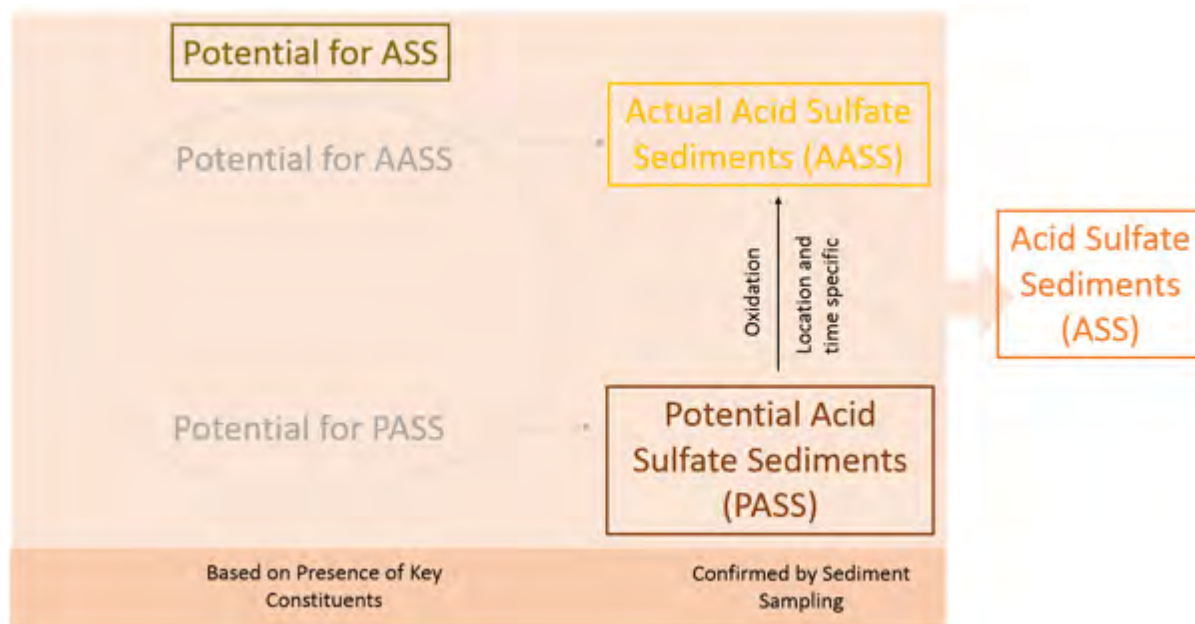 Potential for ASS
Potential for AASS
Actual Acid Sulfate
Sediments (AASS)
Oxidation
Location and
time specific
Acid Sulfate
Sediments
(ASS)
Potential for PASS
Potential Acid
Sulfate Sediments
(PASS)
Based on Presence of Key
Constituents
Confirmed by Sediment
Sampling